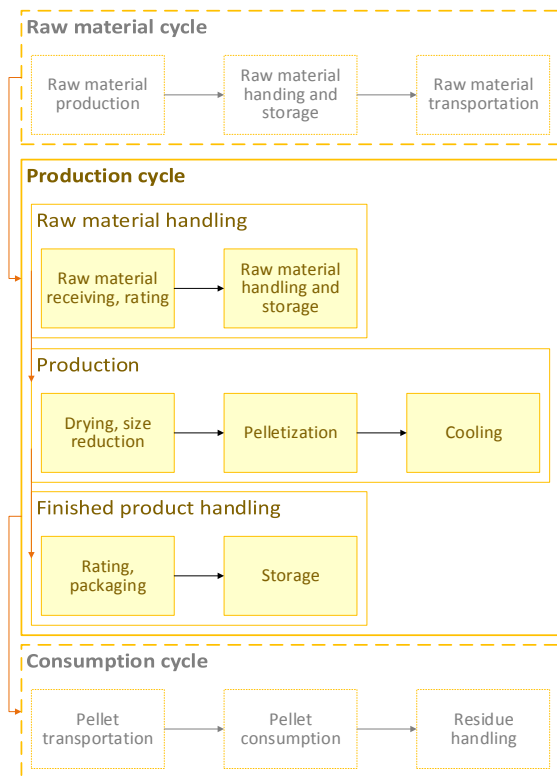 Raw material cycle
Raw material
production
Raw material
handing and
storage
Raw material
transportation
Production cycle
Raw material handling
Raw material
receiving, rating
Raw material
handling and
storage
Production
Drying, size
reduction
Pelletization
Cooling
Finished product handling
Rating,
packaging
Storage
Consumption cycle
Pellet
transportation
Pellet
consumption
Residue
handling